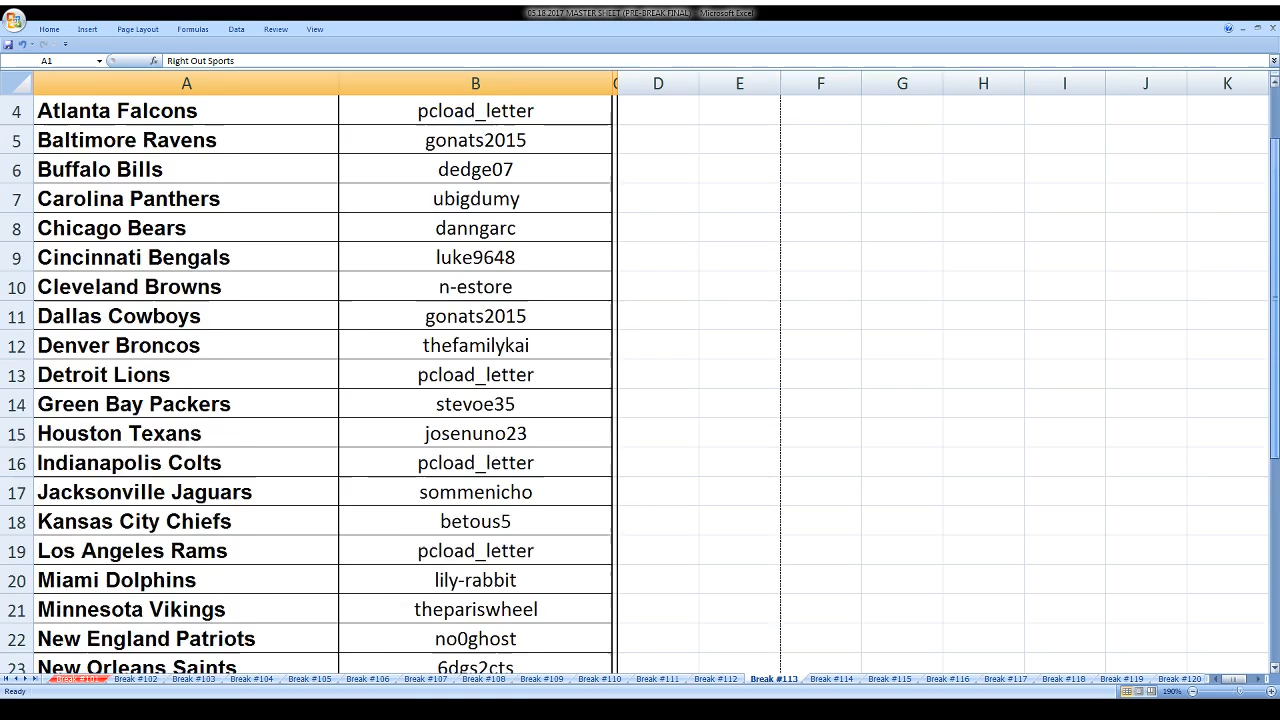 05.18.2017 MASTER SHEET (PRE-BREAK FINAL) - Microsoft Excel
Home Insert Page Layout Formulas Data Review View
A1 fx Right Out Sports
A B C D E F G H I J K
4 Atlanta Falcons pcload_letter
5 Baltimore Ravens gonats2015
6 Buffalo Bills dedge07
7 Carolina Panthers ubigdumy
8 Chicago Bears danngarc
9 Cincinnati Bengals luke9648
10 Cleveland Browns n-estore
11 Dallas Cowboys gonats2015
12 Denver Broncos thefamilykai
13 Detroit Lions pcload_letter
14 Green Bay Packers stevoe35
15 Houston Texans josenuno23
16 Indianapolis Colts pcload_letter
17 Jacksonville Jaguars sommenicho
18 Kansas City Chiefs betous5
19 Los Angeles Rams pcload_letter
20 Miami Dolphins lily-rabbit
21 Minnesota Vikings thepariswheel
22 New England Patriots no0ghost
23 New Orleans Saints 6dgs2cts
Break #101 Break #102 Break #103 Break #104 Break #105 Break #106 Break #107 Break #108 Break #109 Break #110 Break #111 Break #112 Break #113 Break #114 Break #115 Break #116 Break #117 Break #118 Break #119 Break #120
Ready 190%